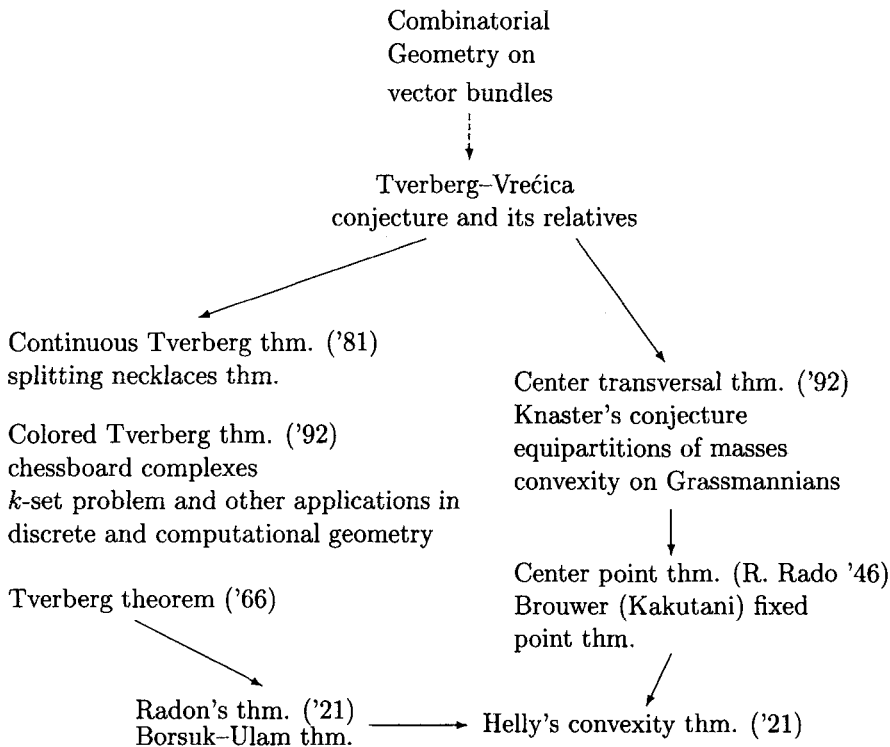 Combinatorial
Geometry on
vector bundles
Tverberg–Vrećica
conjecture and its relatives
Continuous Tverberg thm. ('81)
splitting necklaces thm.
Colored Tverberg thm. ('92)
chessboard complexes
k-set problem and other applications in
discrete and computational geometry
Tverberg theorem ('66)
Center transversal thm. ('92)
Knaster's conjecture
equipartitions of masses
convexity on Grassmannians
Center point thm. (R. Rado '46)
Brouwer (Kakutani) fixed
point thm.
Radon's thm. ('21)
Borsuk–Ulam thm.
Helly's convexity thm. ('21)